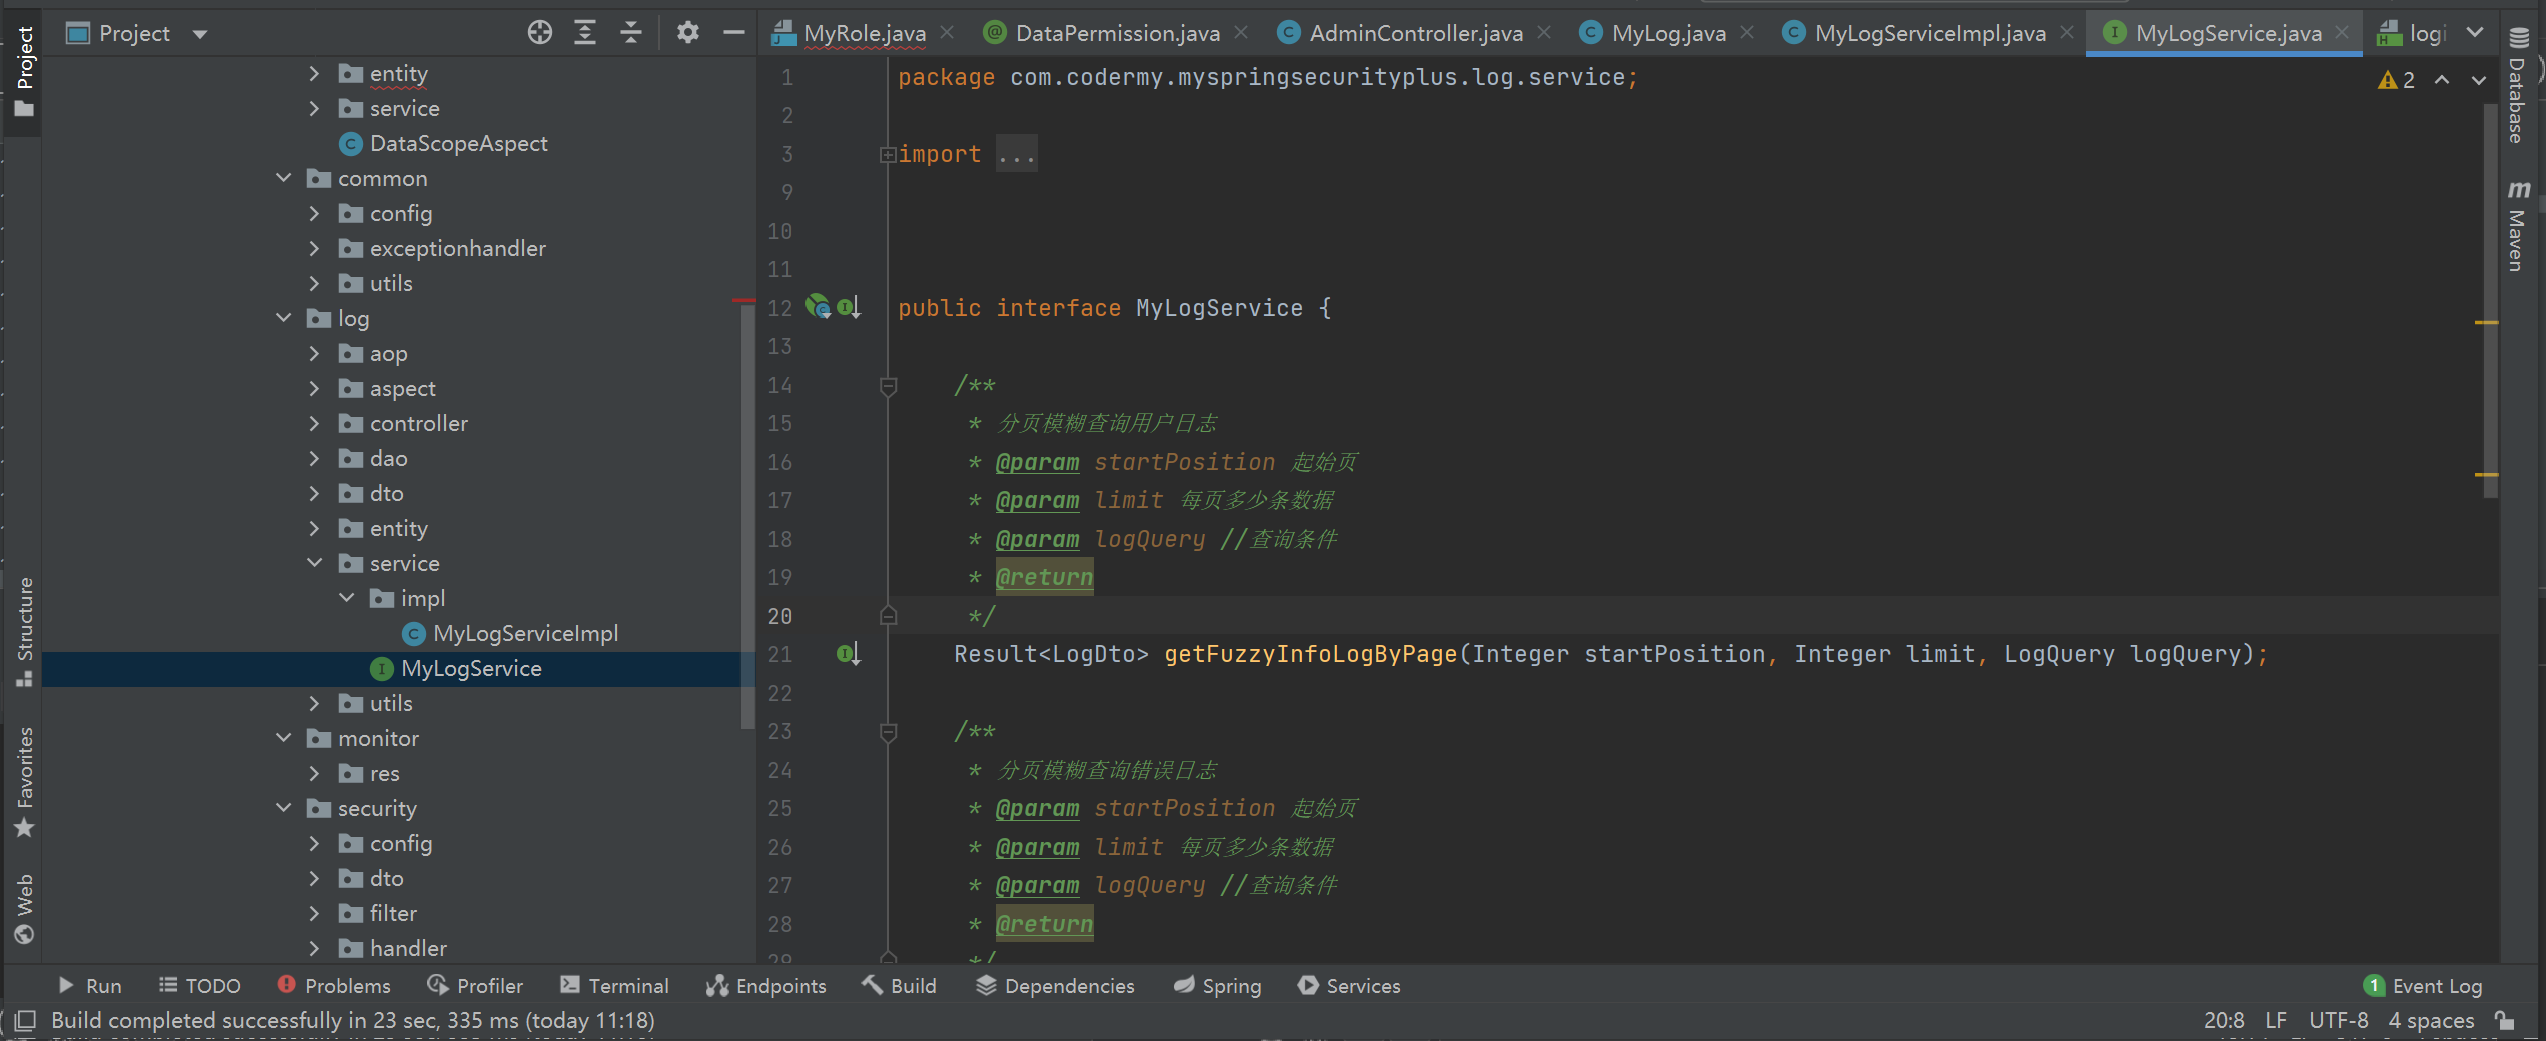 Project
MyRole.java
DataPermission.java
AdminController.java
MyLog.java
MyLogServiceImpl.java
MyLogService.java
logi
Project
Structure
Favorites
Web
entity
service
DataScopeAspect
common
config
exceptionhandler
utils
log
aop
aspect
controller
dao
dto
entity
service
impl
MyLogServiceImpl
MyLogService
utils
monitor
res
security
config
dto
filter
handler
1 package com.codermy.myspringsecurityplus.log.service;
2
3 import ...
9
10
11
12 public interface MyLogService {
13
14 /**
15 * 分页模糊查询用户日志
16 * @param startPosition 起始页
17 * @param limit 每页多少条数据
18 * @param logQuery //查询条件
19 * @return
20 */
21 Result<LogDto> getFuzzyInfoLogByPage(Integer startPosition, Integer limit, LogQuery logQuery);
22
23 /**
24 * 分页模糊查询错误日志
25 * @param startPosition 起始页
26 * @param limit 每页多少条数据
27 * @param logQuery //查询条件
28 * @return
29 */
2
Database
Maven
Run
TODO
Problems
Profiler
Terminal
Endpoints
Build
Dependencies
Spring
Services
1 Event Log
Build completed successfully in 23 sec, 335 ms (today 11:18)
20:8 LF UTF-8 4 spaces